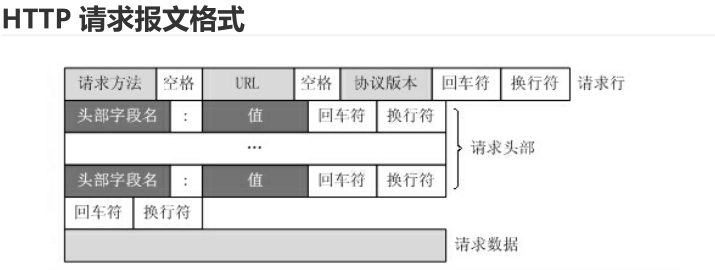 HTTP 请求报文格式
请求方法 空格 URL 空格 协议版本 回车符 换行符 请求行
头部字段名 : 值 回车符 换行符
... 请求头部
头部字段名 : 值 回车符 换行符
回车符 换行符
请求数据